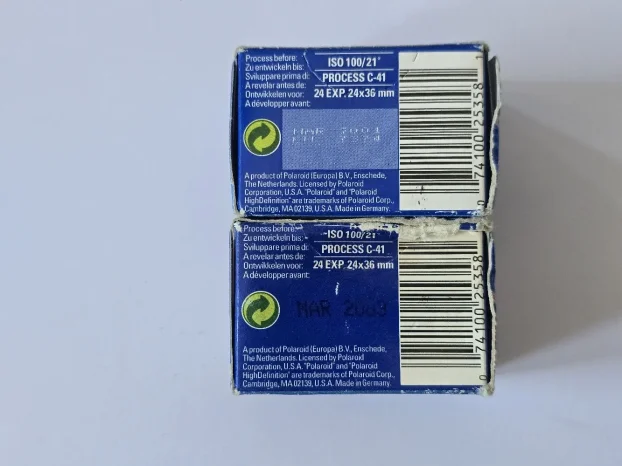 Process before:
Zu entwickeln bis:
Sviluppare prima di:
A revelar antes de:
Ontwikkelen voor:
A développer avant:
ISO 100/21°
PROCESS C-41
24 EXP. 24x36 mm
MAR 2001
A product of Polaroid (Europa) B.V., Enschede,
The Netherlands. Licensed by Polaroid
Corporation, U.S.A. "Polaroid" and "Polaroid
HighDefinition" are trademarks of Polaroid Corp.,
Cambridge, MA 02139, U.S.A. Made in Germany.
0 74100 25358 1
Process before:
Zu entwickeln bis:
Sviluppare prima di:
A revelar antes de:
Ontwikkelen voor:
A développer avant:
ISO 100/21°
PROCESS C-41
24 EXP. 24x36 mm
MAR 2003
A product of Polaroid (Europa) B.V., Enschede,
The Netherlands. Licensed by Polaroid
Corporation, U.S.A. "Polaroid" and "Polaroid
HighDefinition" are trademarks of Polaroid Corp.,
Cambridge, MA 02139, U.S.A. Made in Germany.
0 74100 25358